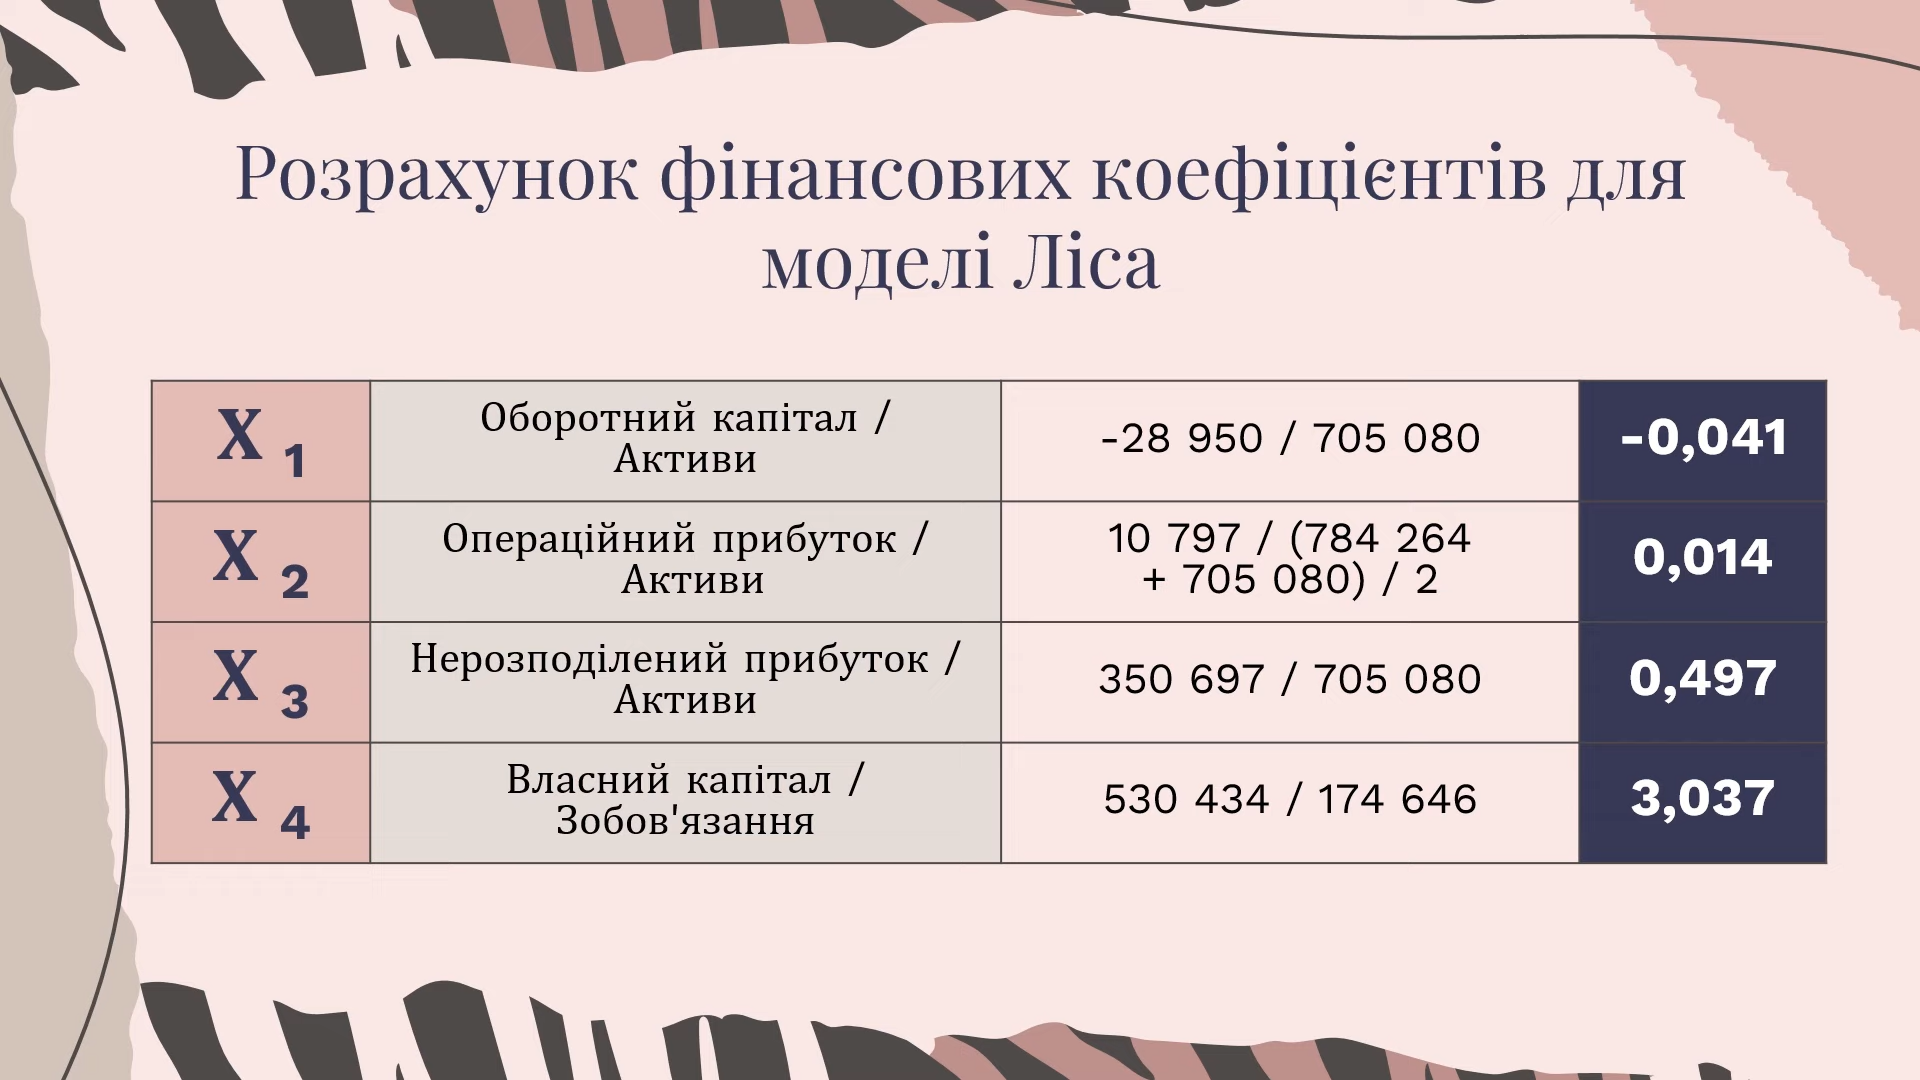 Розрахунок фінансових коефіцієнтів для
моделі Ліса
X 1
Оборотний капітал /
Активи
-28 950 / 705 080
-0,041
X 2
Операційний прибуток /
Активи
10 797 / (784 264
+ 705 080) / 2
0,014
X 3
Нерозподілений прибуток /
Активи
350 697 / 705 080
0,497
X 4
Власний капітал /
Зобов'язання
530 434 / 174 646
3,037